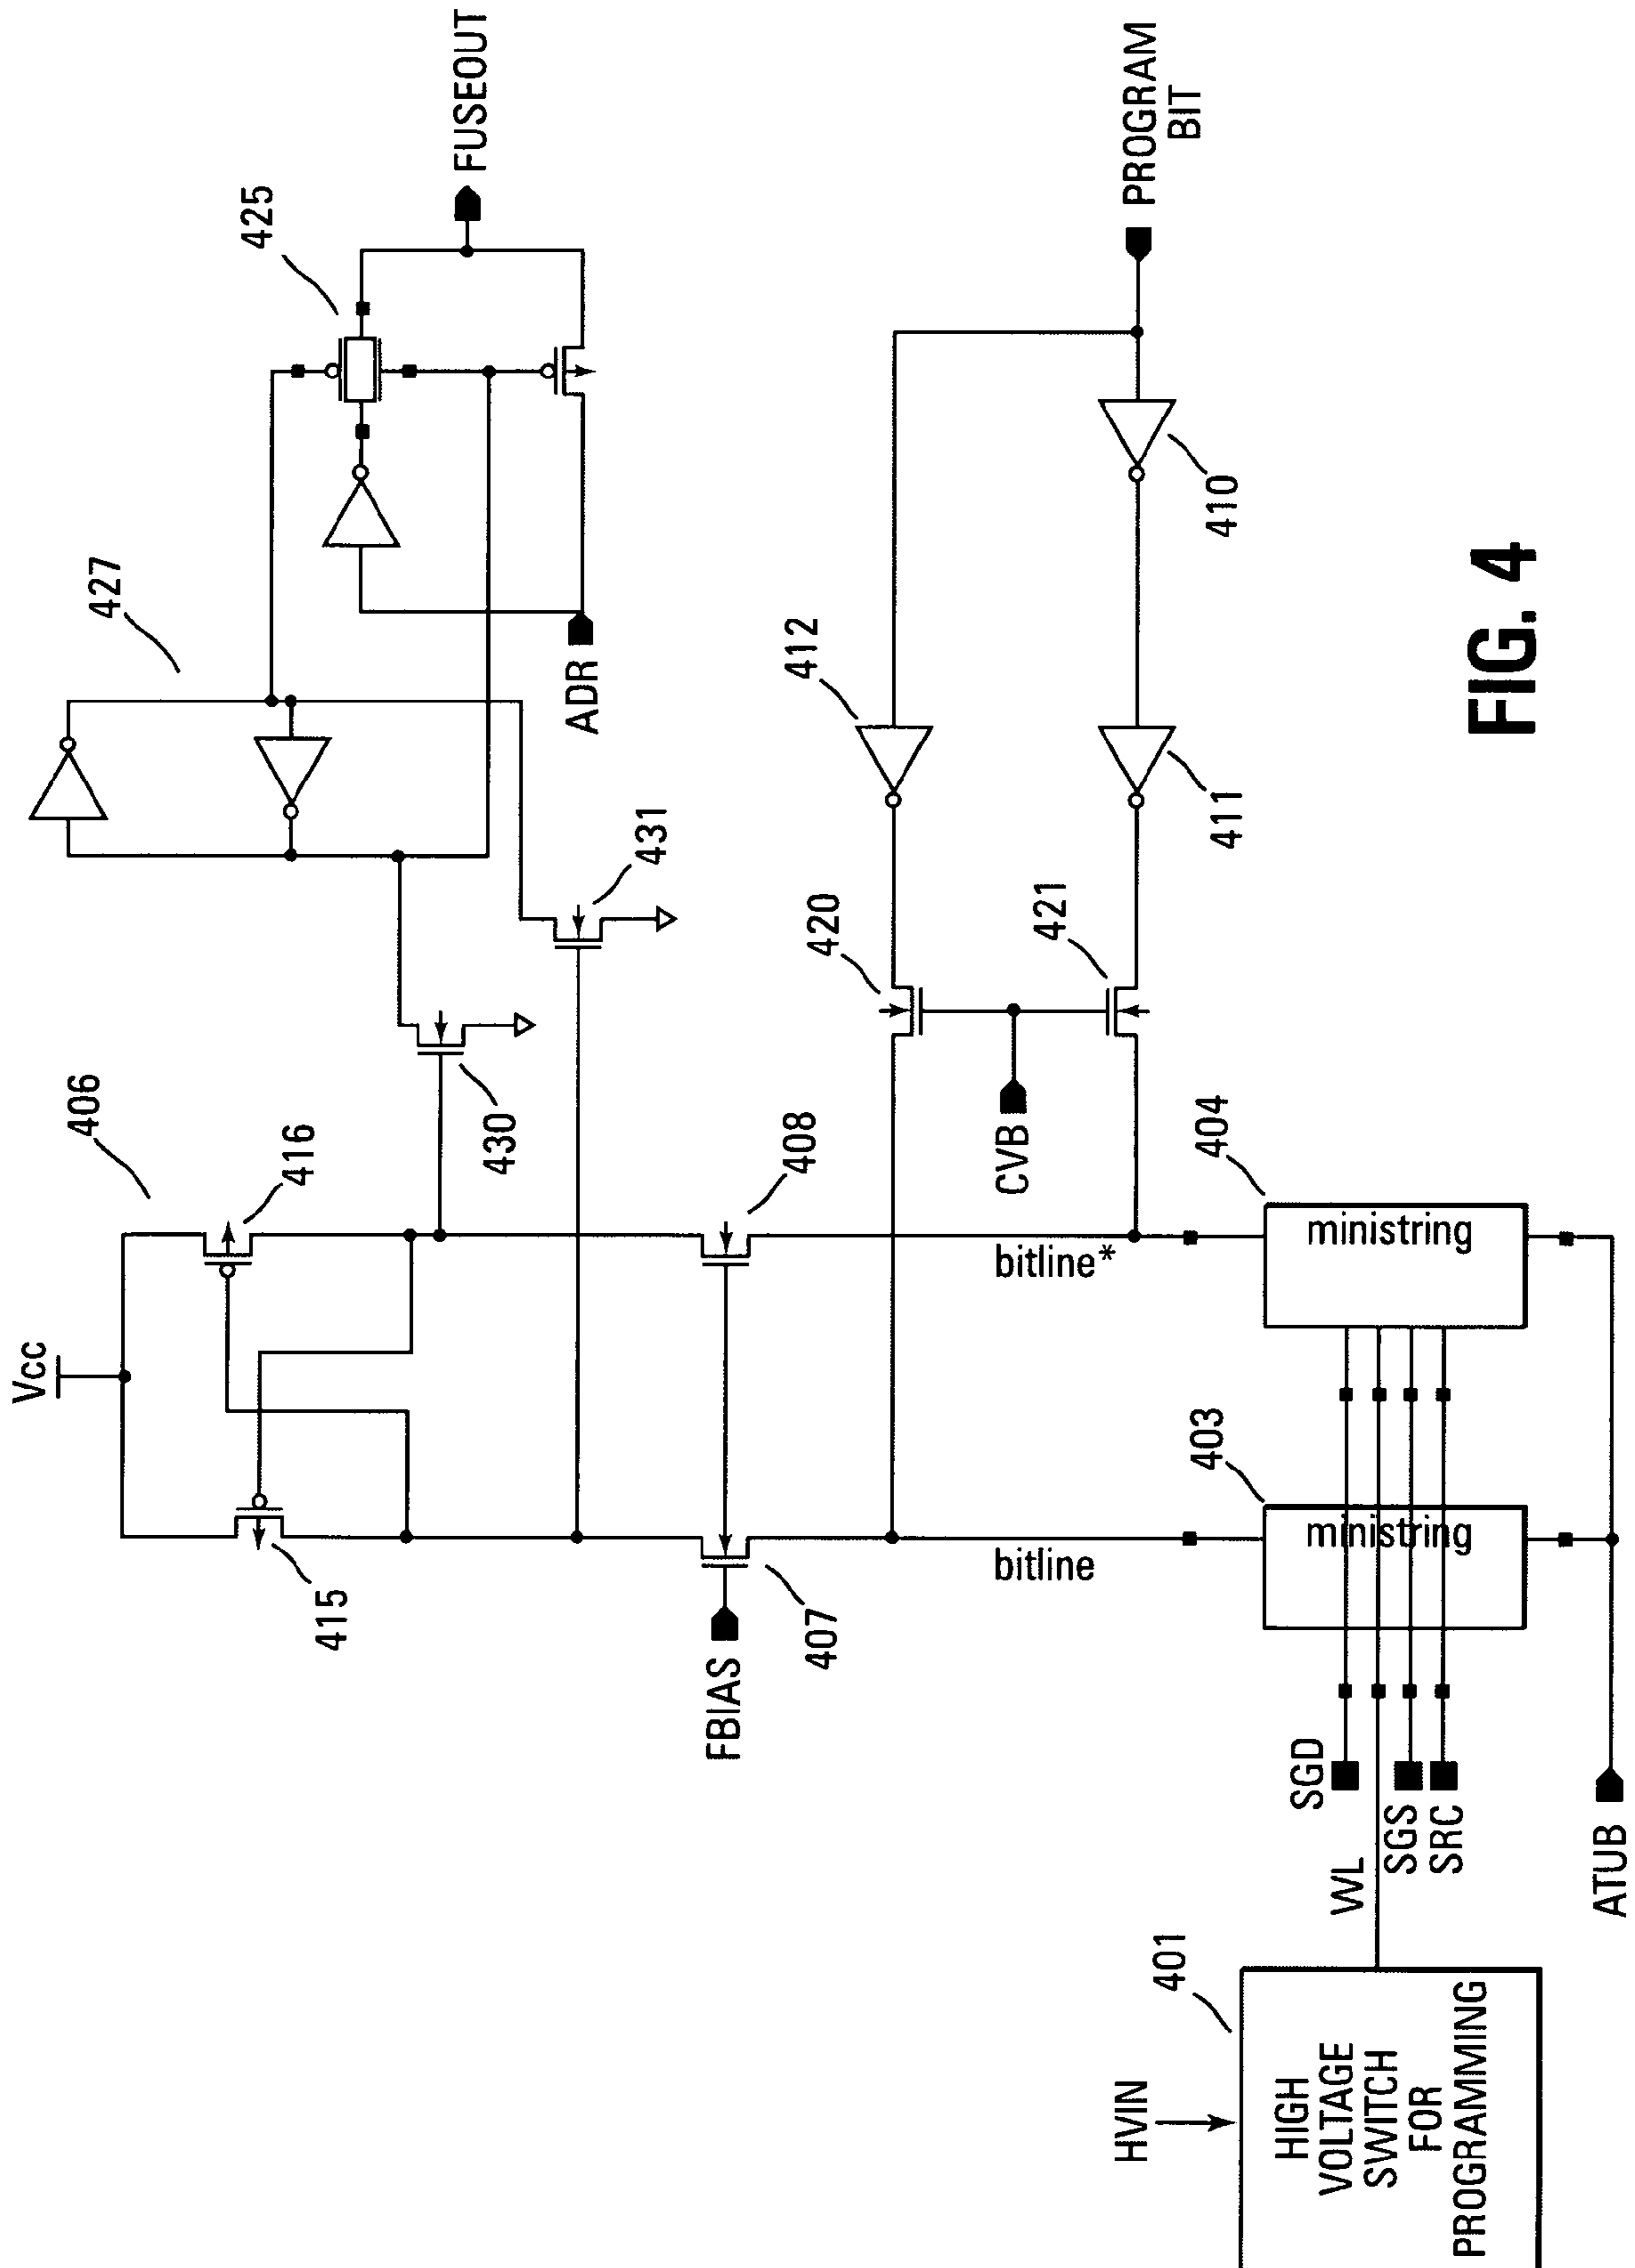 FUSEOUT
425
427
ADR
431
430
406
416
Vcc
415
408
FBIAS
407
PROGRAM
BIT
410
412
411
420
421
CVB
404
403
bitline*
bitline
ministring
ministring
SGD
WL
SGS
SRC
ATUB
401
HVIN
HIGH
VOLTAGE
SWITCH
FOR
PROGRAMMING
FIG. 4